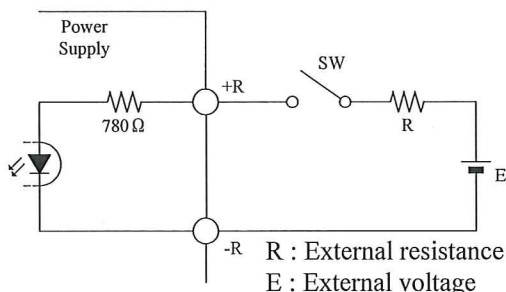 Power
Supply
SW
+R
780 Ω
R
E
-R
R : External resistance
E : External voltage